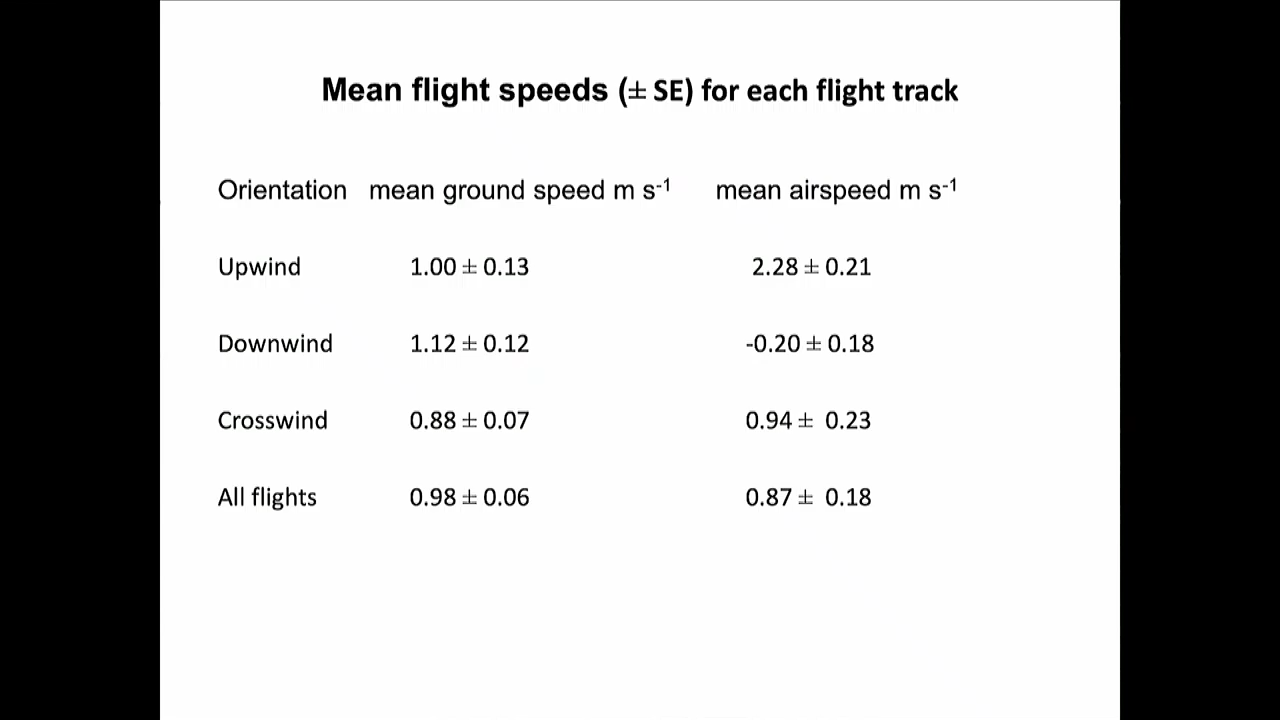 Mean flight speeds (± SE) for each flight track
Orientation mean ground speed m s⁻¹ mean airspeed m s⁻¹
Upwind 1.00 ± 0.13 2.28 ± 0.21
Downwind 1.12 ± 0.12 -0.20 ± 0.18
Crosswind 0.88 ± 0.07 0.94 ± 0.23
All flights 0.98 ± 0.06 0.87 ± 0.18